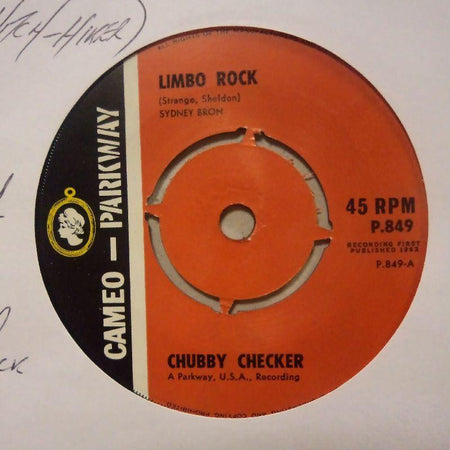 LIMBO ROCK
(Strange, Sheldon)
SYDNEY BRON
CAMEO — PARKWAY
45 RPM
P.849
RECORDING FIRST
PUBLISHED 1962
P.849-A
CHUBBY CHECKER
A Parkway, U.S.A., Recording